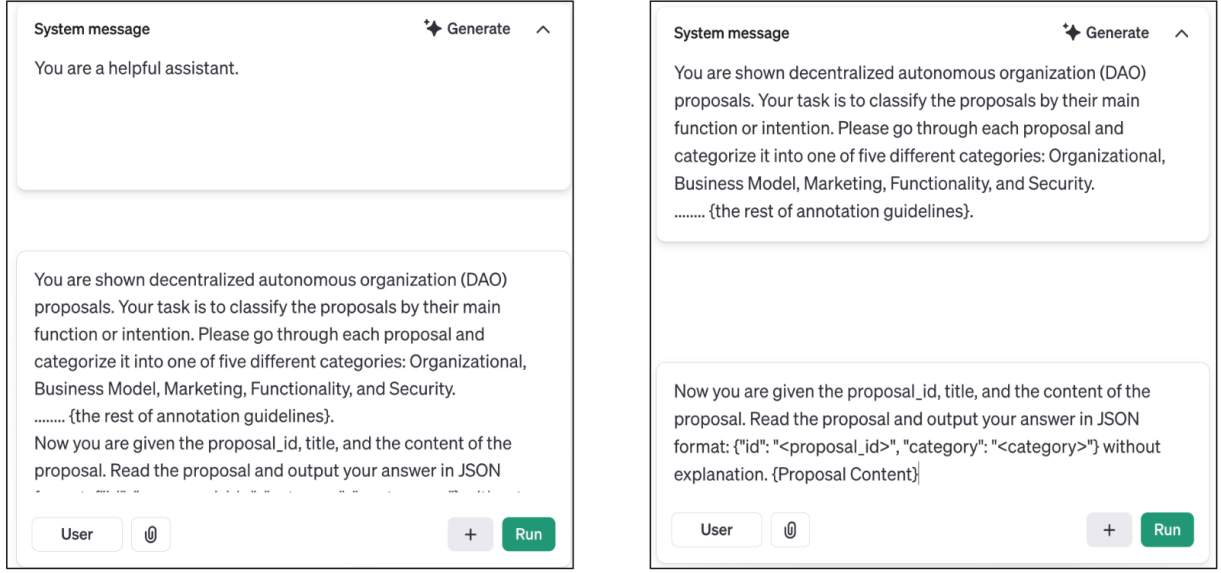 System message
Generate
You are a helpful assistant.
You are shown decentralized autonomous organization (DAO)
proposals. Your task is to classify the proposals by their main
function or intention. Please go through each proposal and
categorize it into one of five different categories: Organizational,
Business Model, Marketing, Functionality, and Security.
........ {the rest of annotation guidelines}.
Now you are given the proposal_id, title, and the content of the
proposal. Read the proposal and output your answer in JSON
User
+
Run
System message
Generate
You are shown decentralized autonomous organization (DAO)
proposals. Your task is to classify the proposals by their main
function or intention. Please go through each proposal and
categorize it into one of five different categories: Organizational,
Business Model, Marketing, Functionality, and Security.
........ {the rest of annotation guidelines}.
Now you are given the proposal_id, title, and the content of the
proposal. Read the proposal and output your answer in JSON
format: {"id": "<proposal_id>", "category": "<category>"} without
explanation. {Proposal Content}
User
+
Run